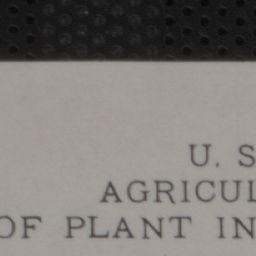 U. S
AGRICUL
OF PLANT IN